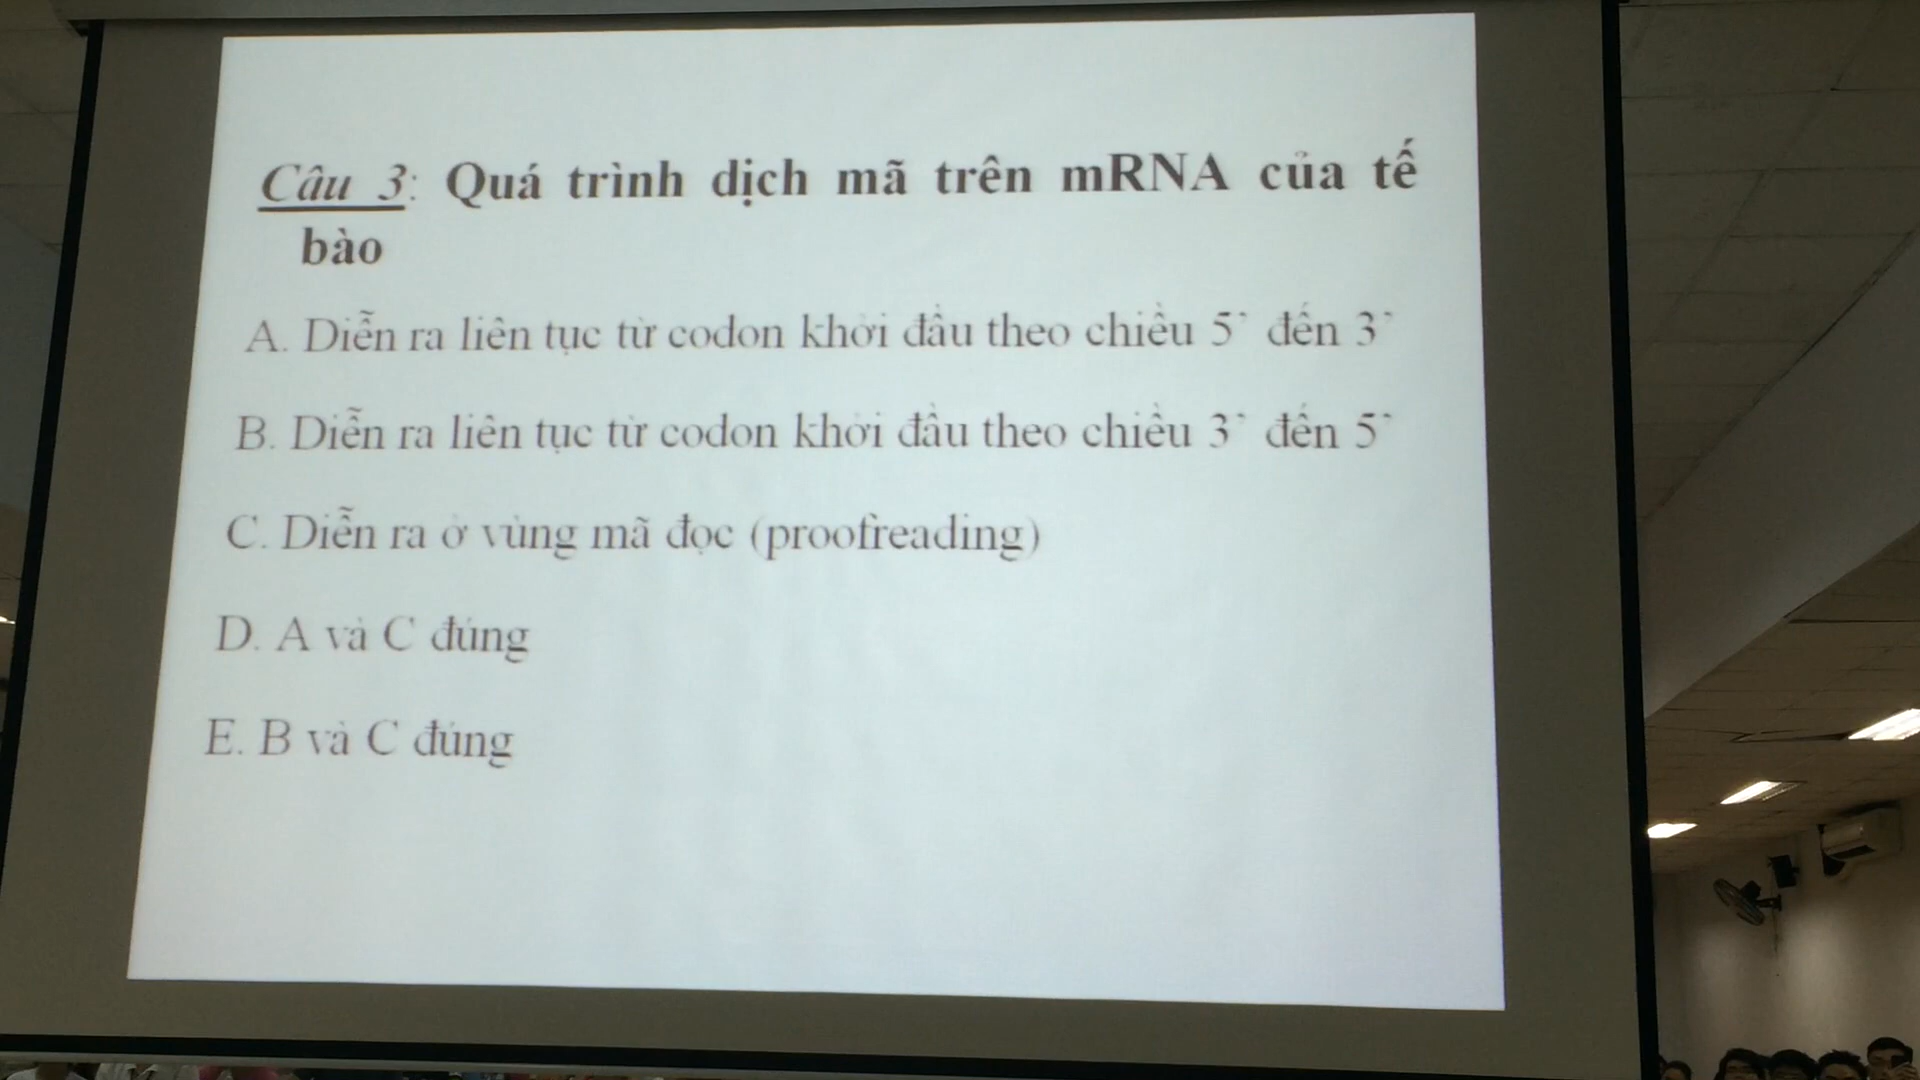 Câu 3: Quá trình dịch mã trên mRNA của tế
bào
A. Diễn ra liên tục từ codon khởi đầu theo chiều 5` đến 3`
B. Diễn ra liên tục từ codon khởi đầu theo chiều 3` đến 5`
C. Diễn ra ở vùng mã đọc (proofreading)
D. A và C đúng
E. B và C đúng